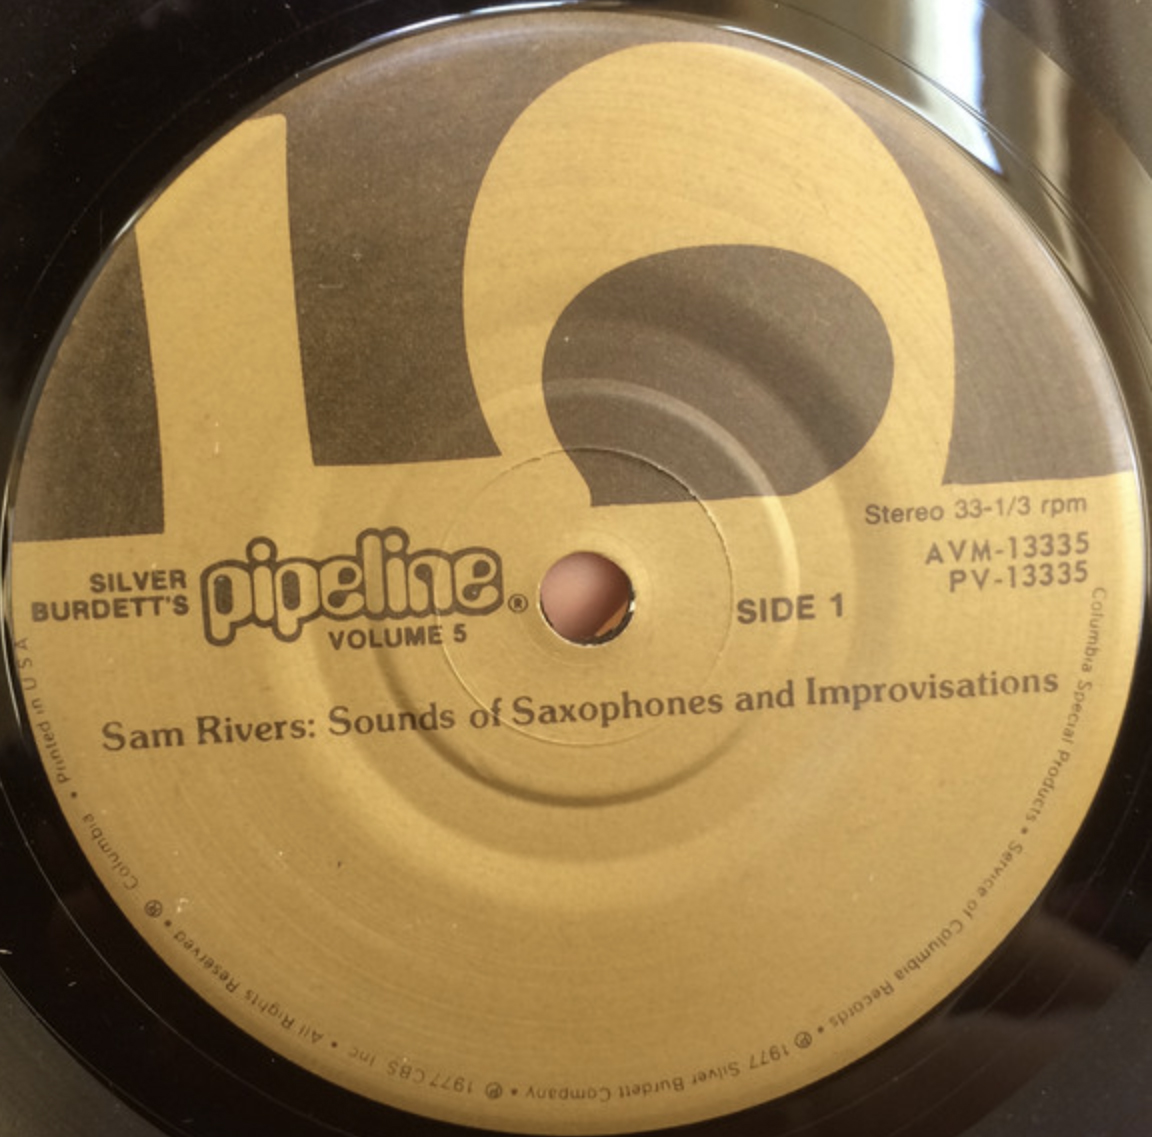 Stereo 33-1/3 rpm
AVM-13335
PV-13335
SILVER
BURDETT'S
pipeline®
VOLUME 5
SIDE 1
Sam Rivers: Sounds of Saxophones and Improvisations
Columbia Special Products • Service of Columbia Records • ℗ 1977 Silver Burdett Company • ℗ 1977 CBS Inc • All Rights Reserved • ® Columbia • Printed in USA